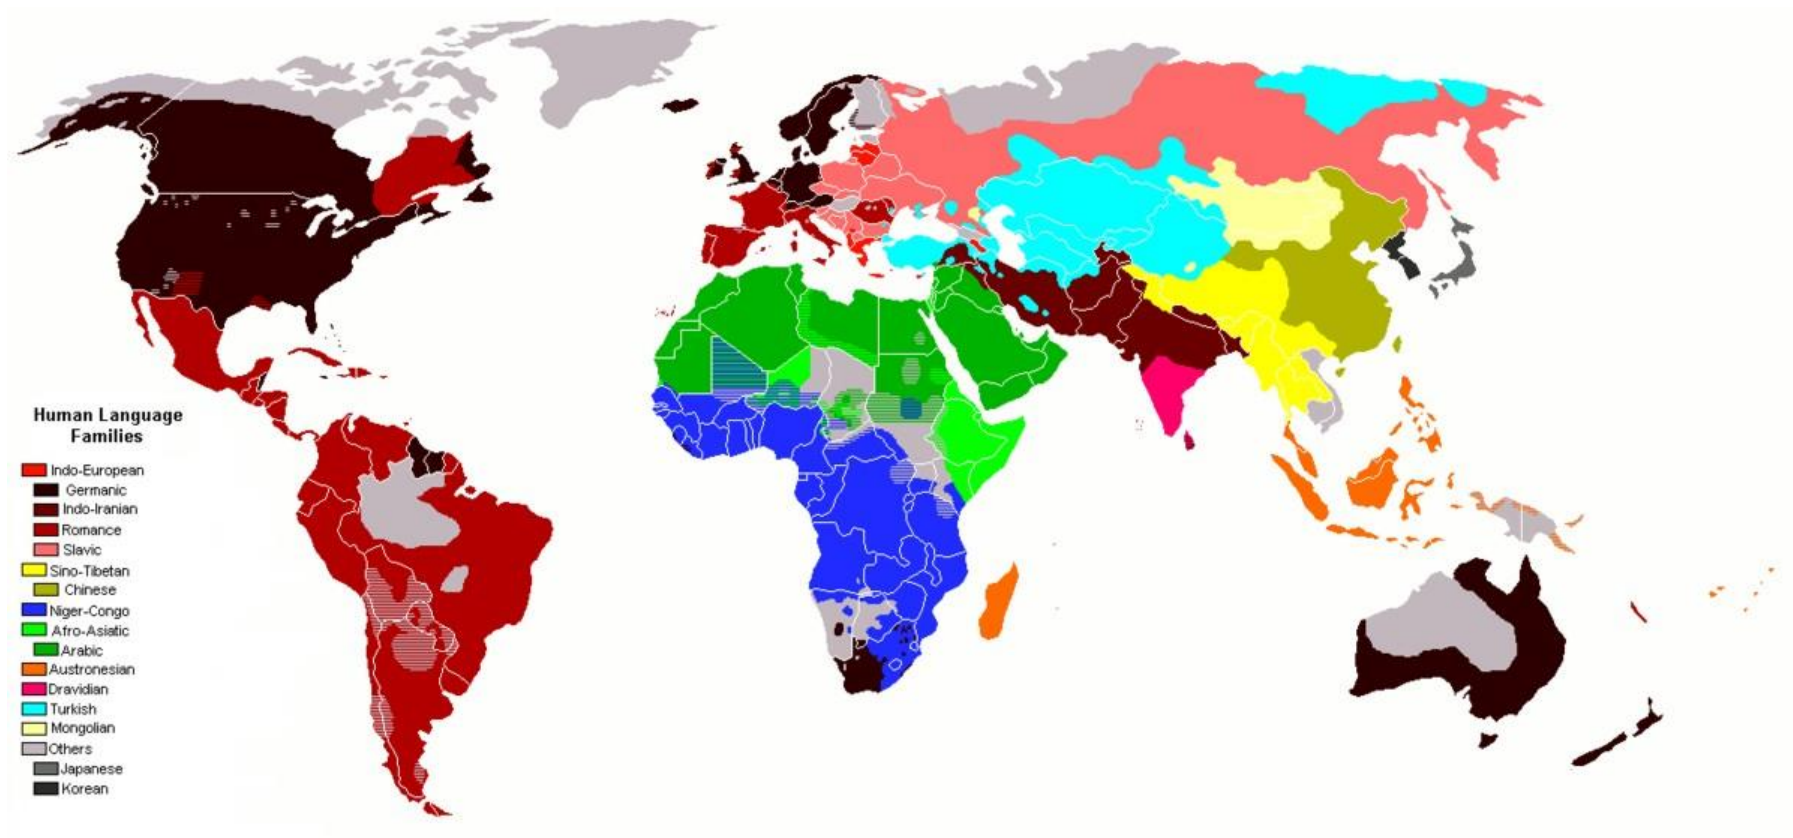 Human Language
Families
Indo-European
Germanic
Indo-Iranian
Romance
Slavic
Sino-Tibetan
Chinese
Niger-Congo
Afro-Asiatic
Arabic
Austronesian
Dravidian
Turkish
Mongolian
Others
Japanese
Korean